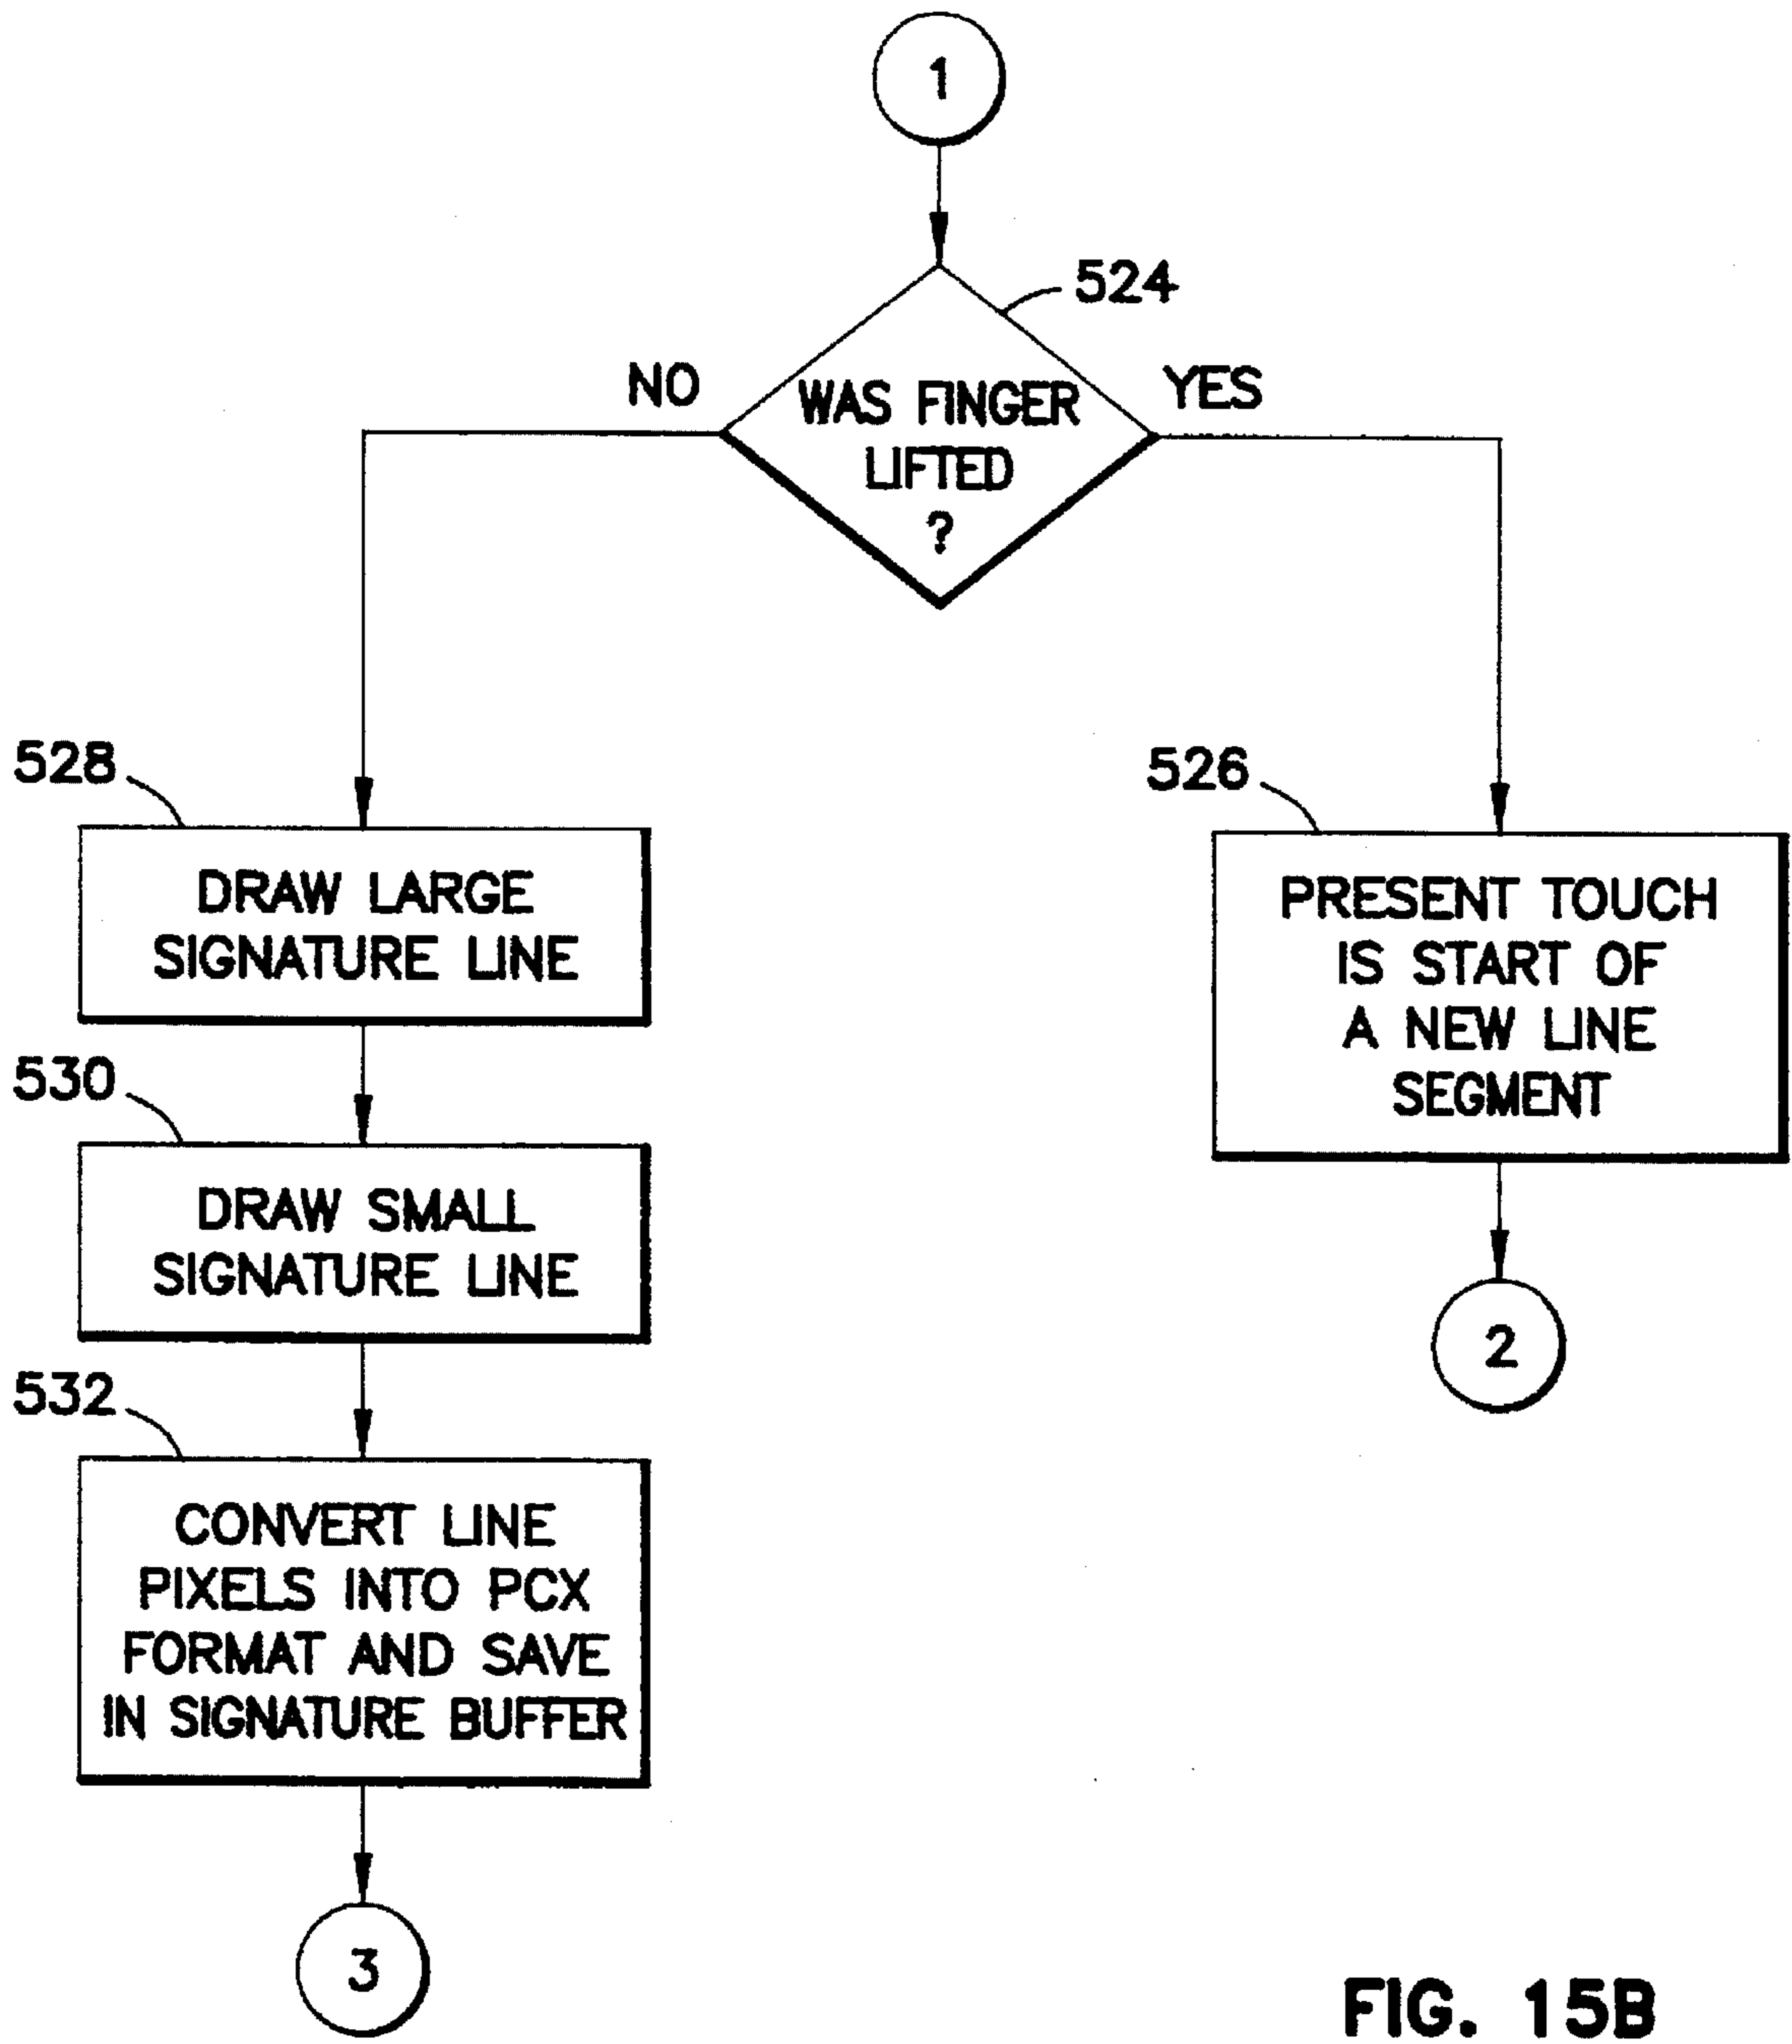 1
524
NO
YES
WAS FINGER
LIFTED
?
528
526
DRAW LARGE
SIGNATURE LINE
PRESENT TOUCH
IS START OF
A NEW LINE
SEGMENT
530
DRAW SMALL
SIGNATURE LINE
2
532
CONVERT LINE
PIXELS INTO PCX
FORMAT AND SAVE
IN SIGNATURE BUFFER
3
FIG. 15B